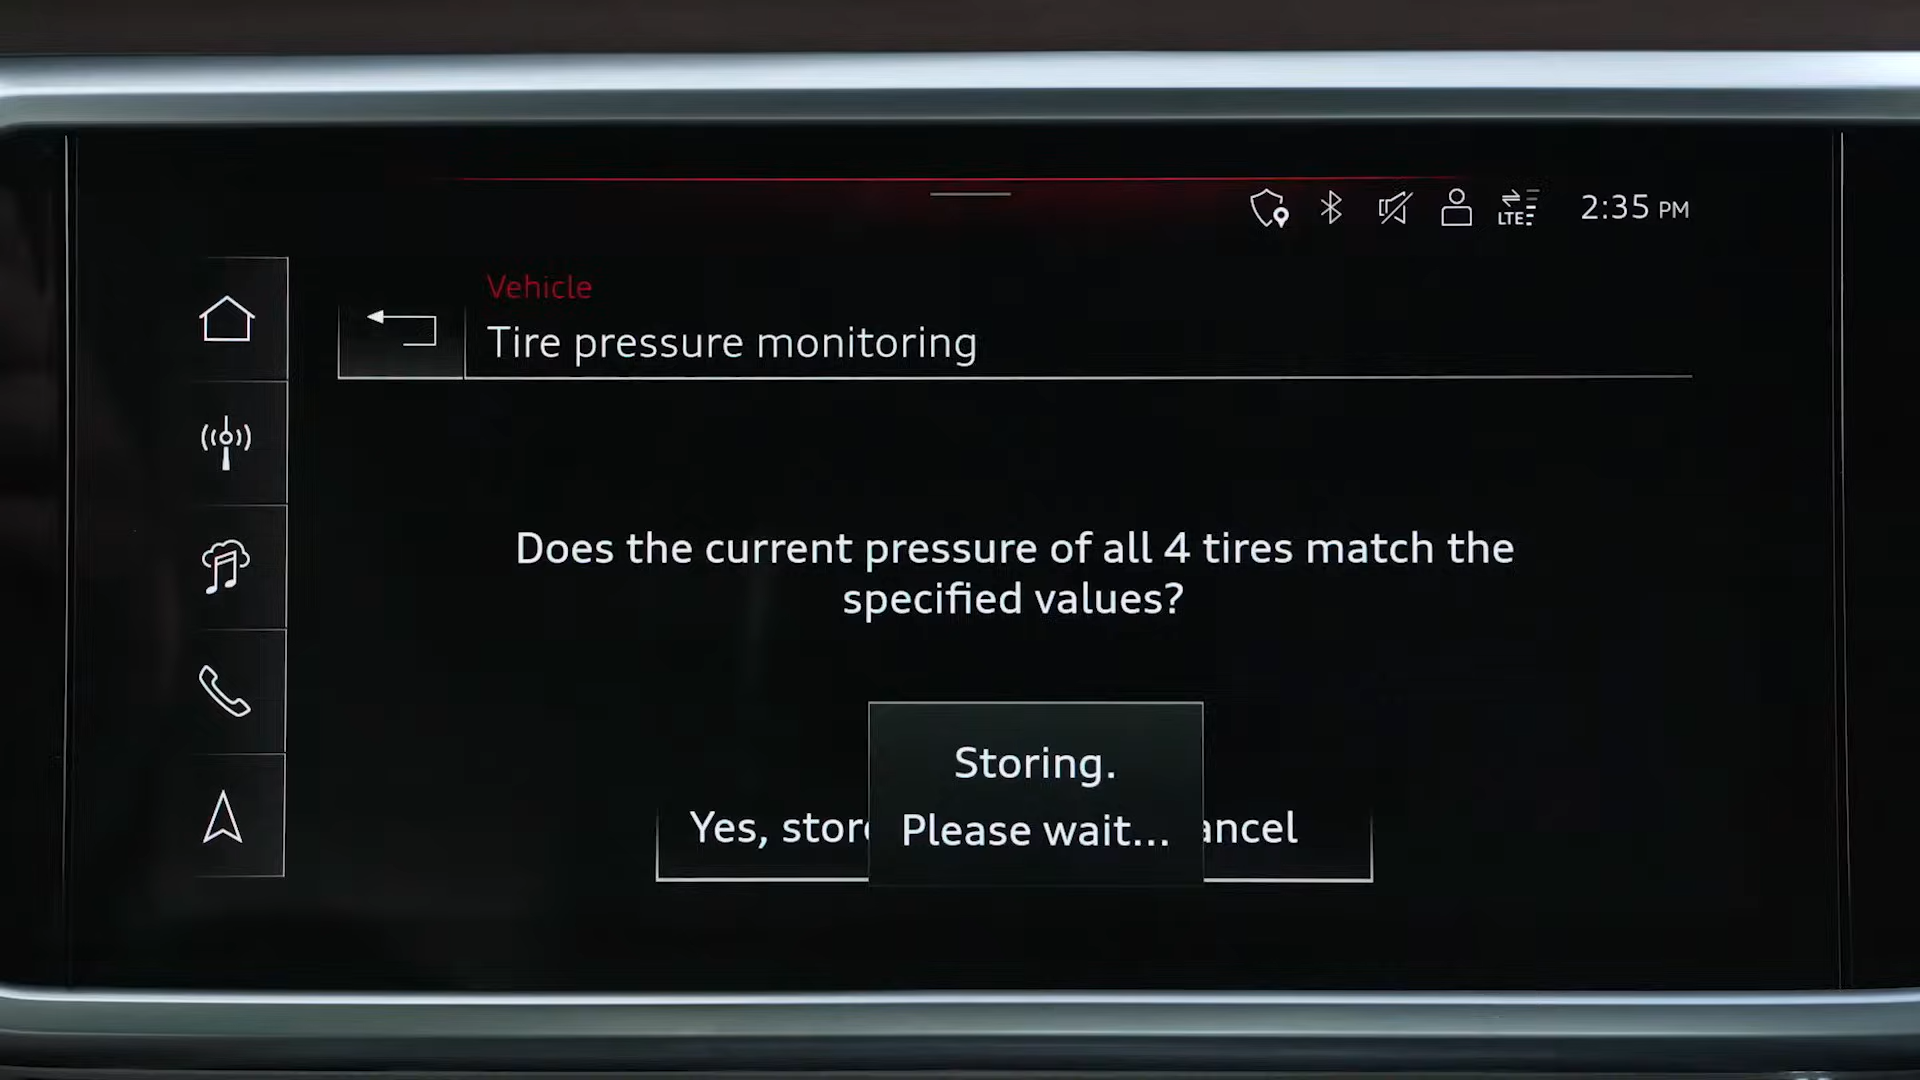 LTE
2:35 PM
Vehicle
Tire pressure monitoring
Does the current pressure of all 4 tires match the
specified values?
Storing.
Please wait...
Yes, stor
ancel